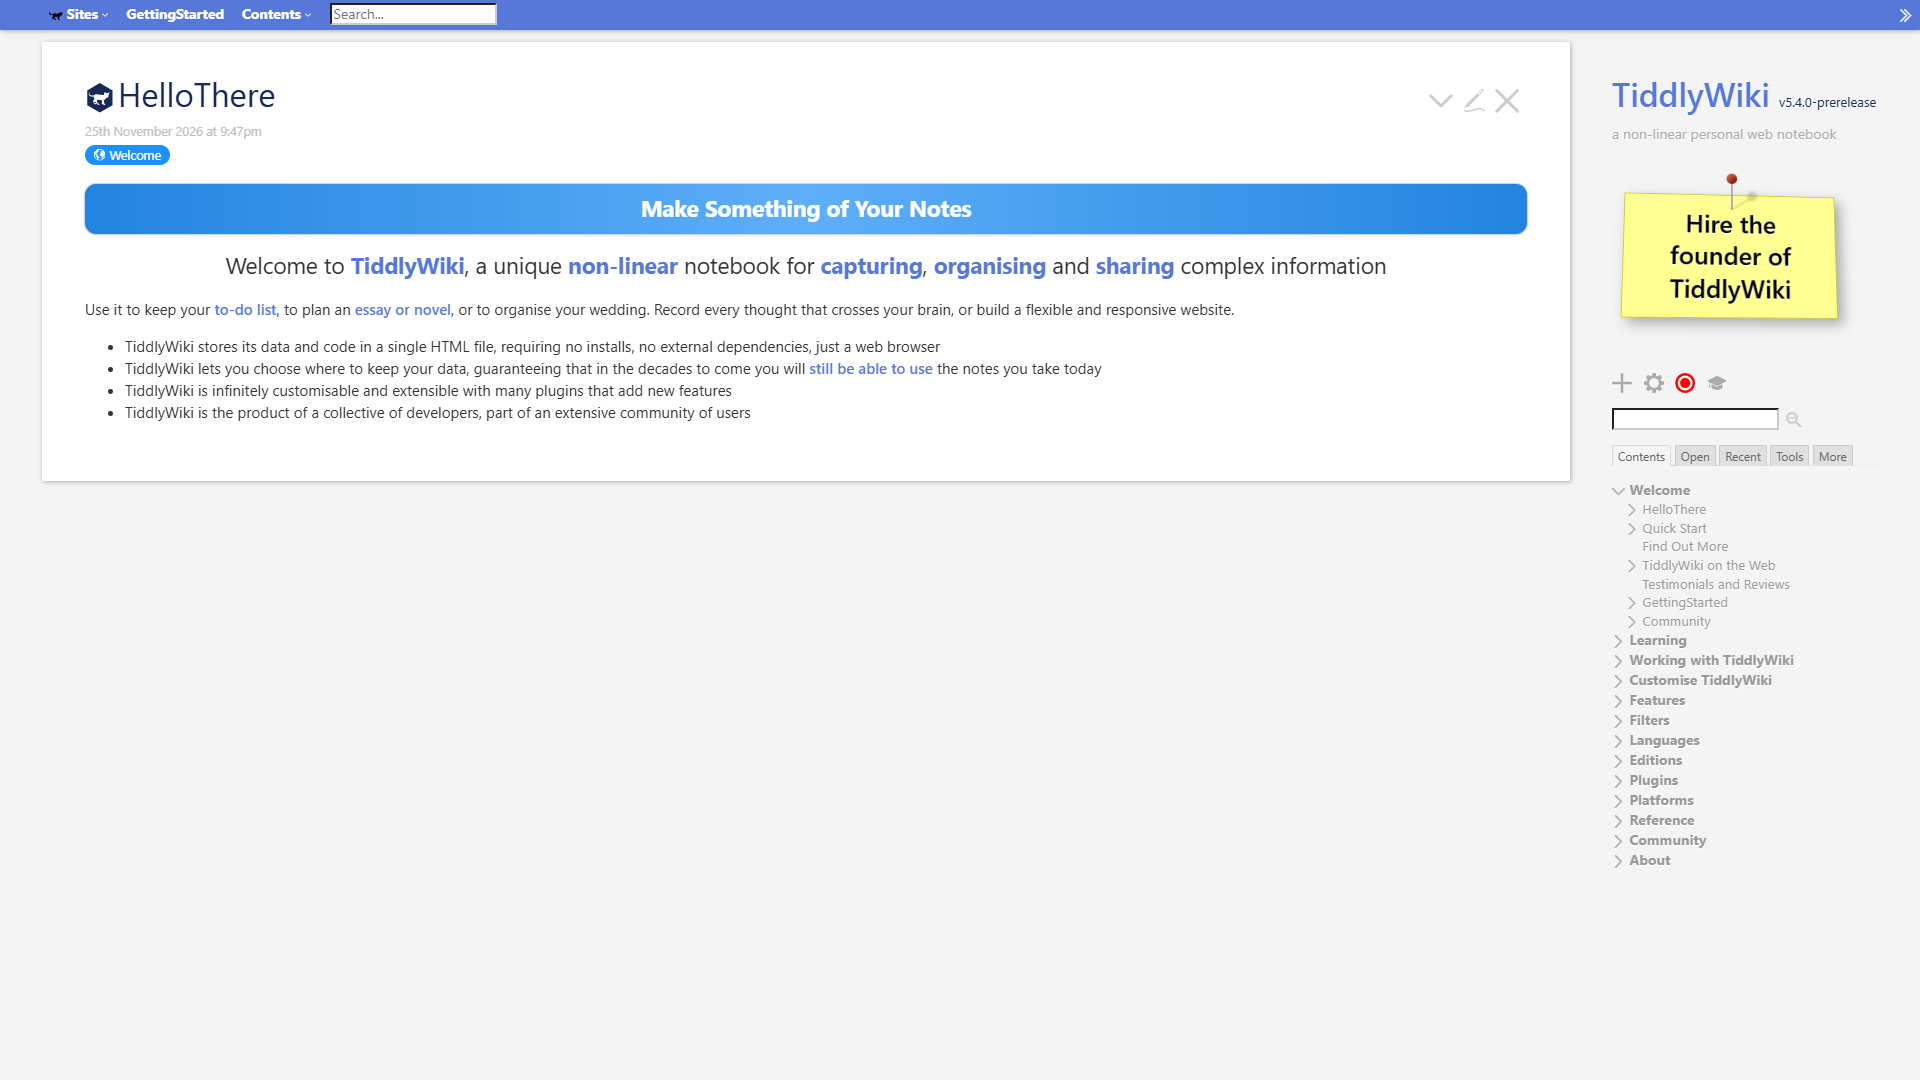 Sites GettingStarted Contents Search...
HelloThere
25th November 2026 at 9:47pm
Welcome
Make Something of Your Notes
Welcome to TiddlyWiki, a unique non-linear notebook for capturing, organising and sharing complex information
Use it to keep your to-do list, to plan an essay or novel, or to organise your wedding. Record every thought that crosses your brain, or build a flexible and responsive website.
TiddlyWiki stores its data and code in a single HTML file, requiring no installs, no external dependencies, just a web browser
TiddlyWiki lets you choose where to keep your data, guaranteeing that in the decades to come you will still be able to use the notes you take today
TiddlyWiki is infinitely customisable and extensible with many plugins that add new features
TiddlyWiki is the product of a collective of developers, part of an extensive community of users
TiddlyWiki v5.4.0-prerelease
a non-linear personal web notebook
Hire the
founder of
TiddlyWiki
Contents Open Recent Tools More
Welcome
HelloThere
Quick Start
Find Out More
TiddlyWiki on the Web
Testimonials and Reviews
GettingStarted
Community
Learning
Working with TiddlyWiki
Customise TiddlyWiki
Features
Filters
Languages
Editions
Plugins
Platforms
Reference
Community
About